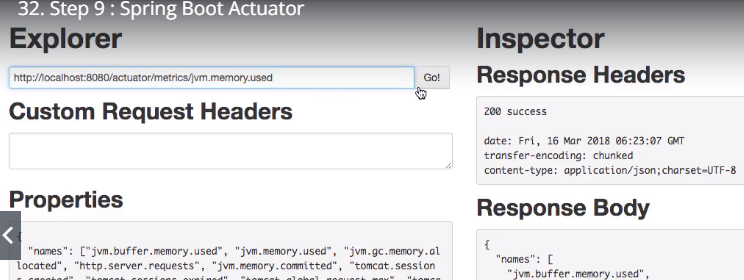 32. Step 9 : Spring Boot Actuator
Explorer
http://localhost:8080/actuator/metrics/jvm.memory.used
Go!
Custom Request Headers
Properties
{
"names": ["jvm.buffer.memory.used", "jvm.memory.used", "jvm.gc.memory.al
located", "http.server.requests", "jvm.memory.committed", "tomcat.session
Inspector
Response Headers
200 success
date: Fri, 16 Mar 2018 06:23:07 GMT
transfer-encoding: chunked
content-type: application/json;charset=UTF-8
Response Body
{
"names": [
"jvm.buffer.memory.used",